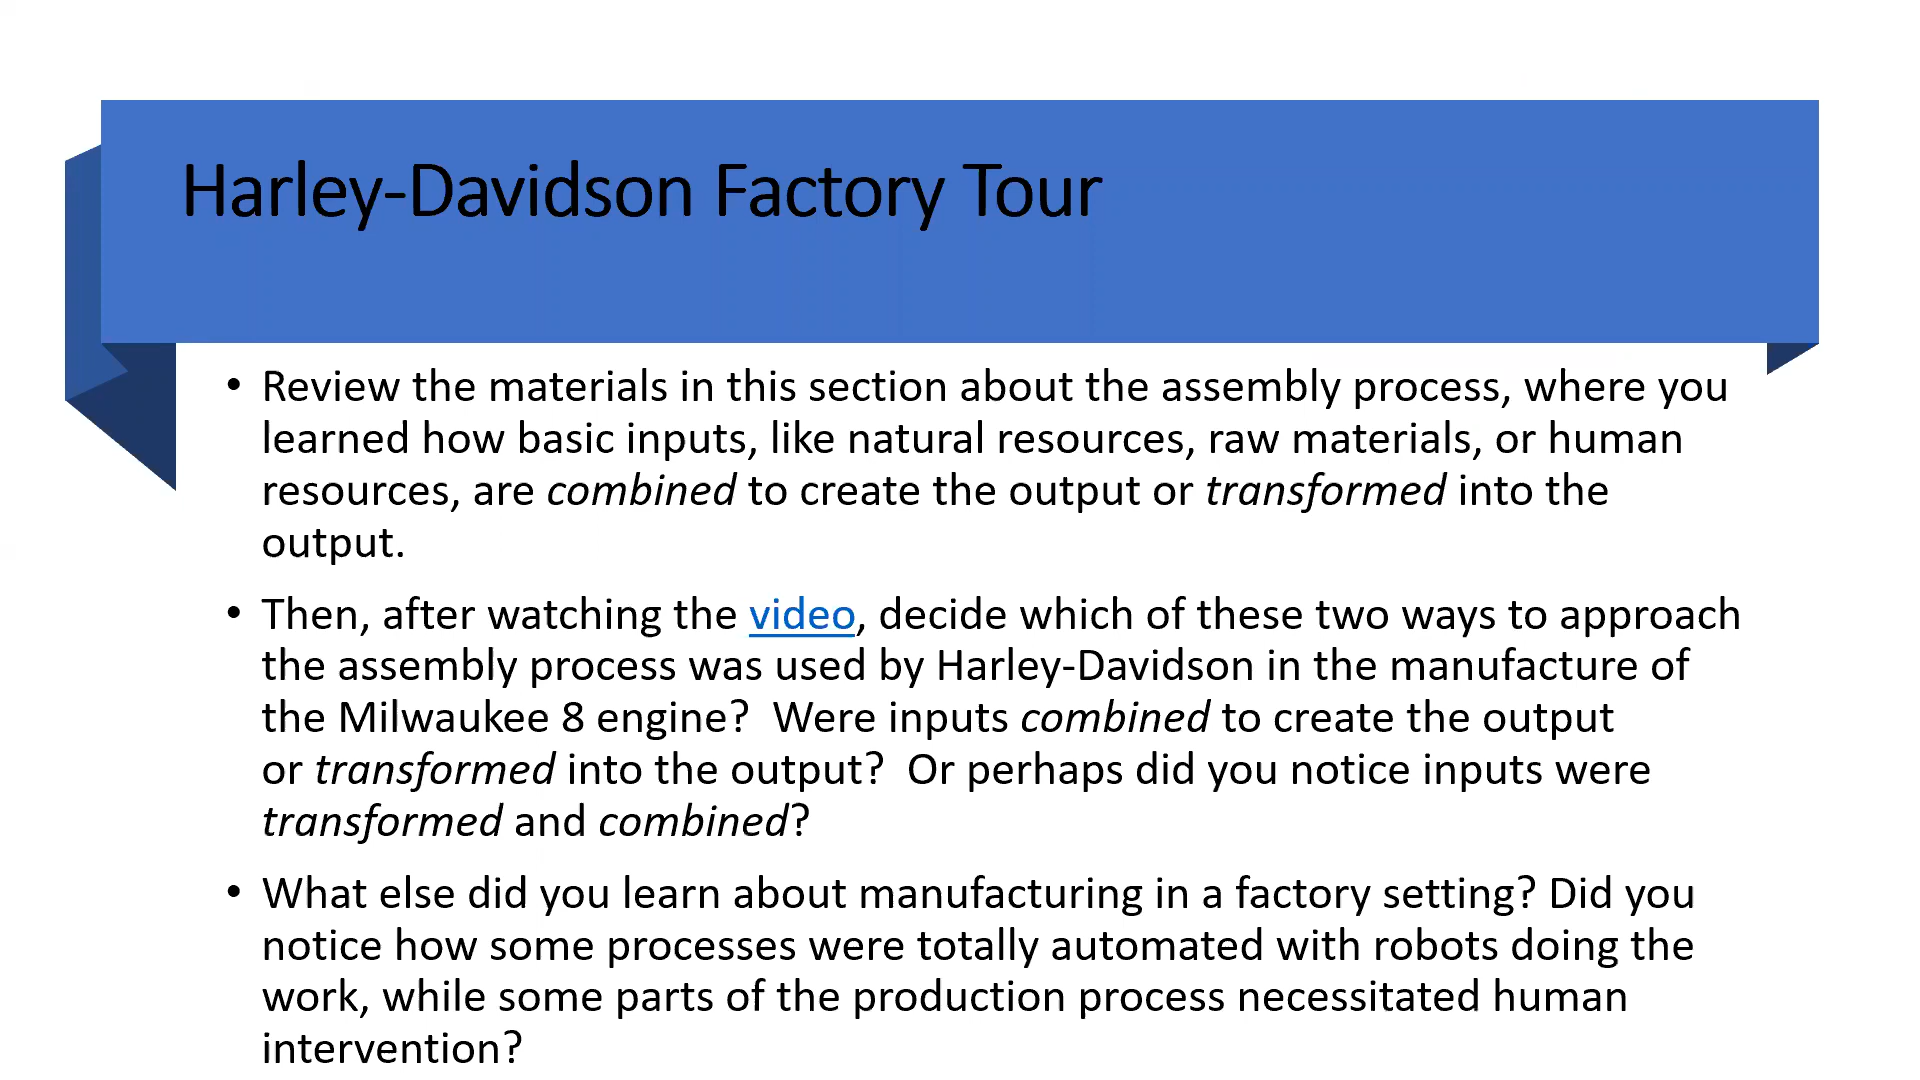 Harley-Davidson Factory Tour
• Review the materials in this section about the assembly process, where you
learned how basic inputs, like natural resources, raw materials, or human
resources, are combined to create the output or transformed into the
output.
• Then, after watching the video, decide which of these two ways to approach
the assembly process was used by Harley-Davidson in the manufacture of
the Milwaukee 8 engine?  Were inputs combined to create the output
or transformed into the output?  Or perhaps did you notice inputs were
transformed and combined?
• What else did you learn about manufacturing in a factory setting? Did you
notice how some processes were totally automated with robots doing the
work, while some parts of the production process necessitated human
intervention?